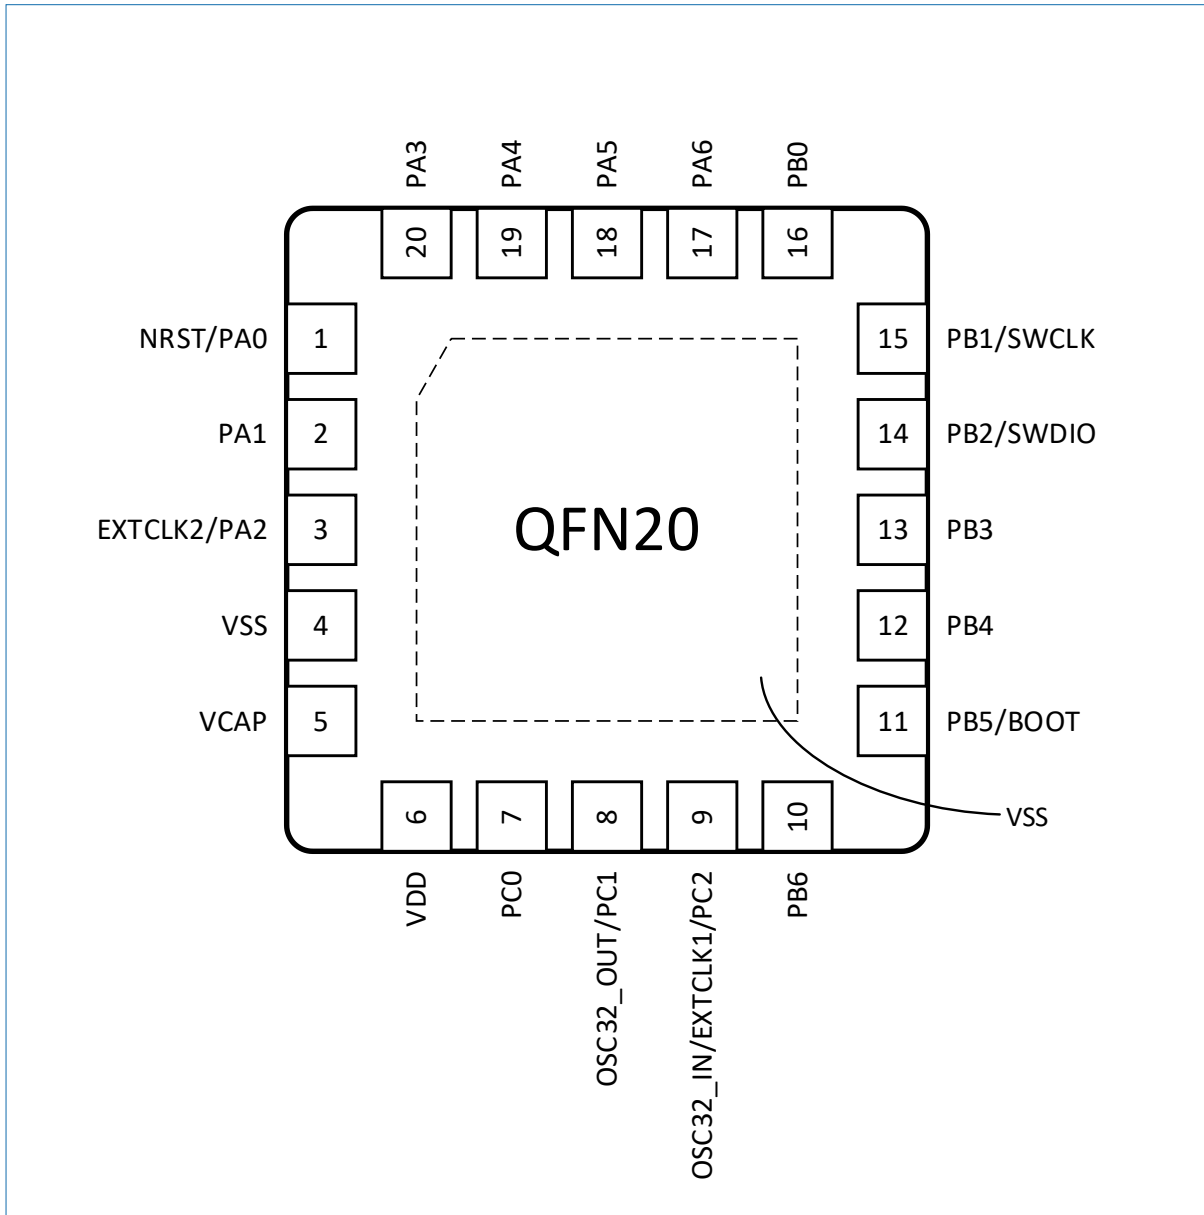 PA3 PA4 PA5 PA6 PB0
20 19 18 17 16
NRST/PA0 1 15 PB1/SWCLK
PA1 2 14 PB2/SWDIO
EXTCLK2/PA2 3 QFN20 13 PB3
VSS 4 12 PB4
VCAP 5 11 PB5/BOOT
6 7 8 9 10
VSS
VDD PC0 OSC32_OUT/PC1 OSC32_IN/EXTCLK1/PC2 PB6